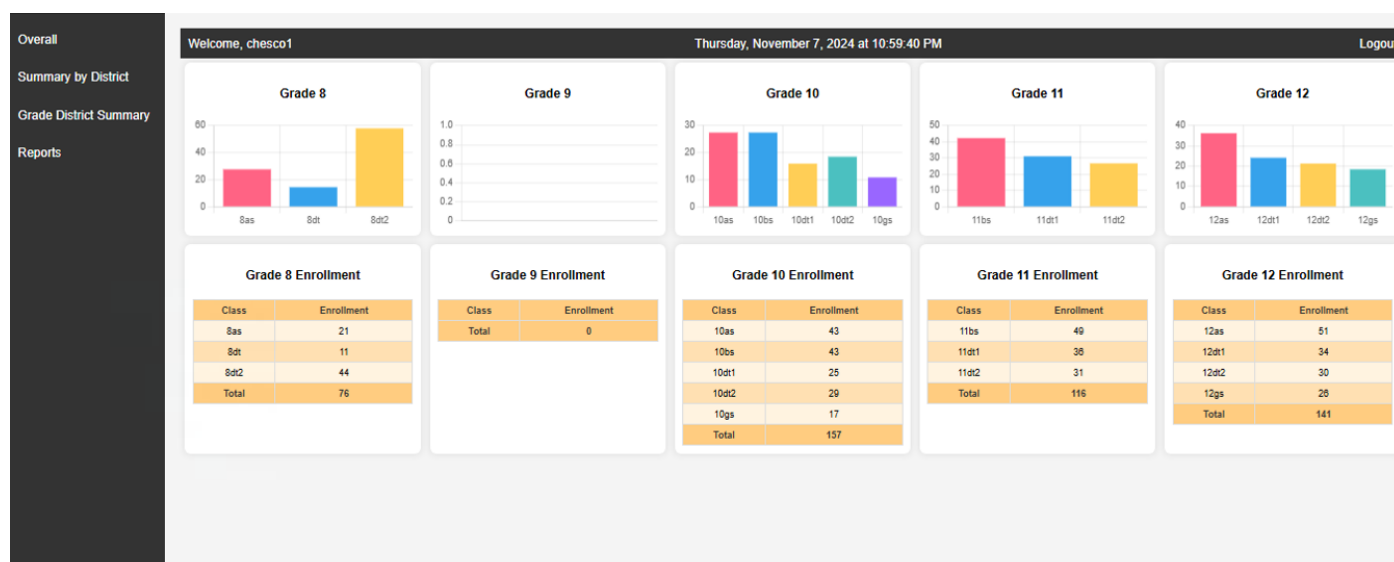 Overall
Summary by District
Grade District Summary
Reports
Welcome, chesco1 Thursday, November 7, 2024 at 10:59:40 PM Logou
Grade 8
60
40
20
0
8as 8dt 8dt2
Grade 9
1.0
0.8
0.6
0.4
0.2
0
Grade 10
30
20
10
0
10as 10bs 10dt1 10dt2 10gs
Grade 11
50
40
30
20
10
0
11bs 11dt1 11dt2
Grade 12
40
30
20
10
0
12as 12dt1 12dt2 12gs
Grade 8 Enrollment
Class Enrollment
8as 21
8dt 11
8dt2 44
Total 76
Grade 9 Enrollment
Class Enrollment
Total 0
Grade 10 Enrollment
Class Enrollment
10as 43
10bs 43
10dt1 25
10dt2 29
10gs 17
Total 157
Grade 11 Enrollment
Class Enrollment
11bs 49
11dt1 36
11dt2 31
Total 116
Grade 12 Enrollment
Class Enrollment
12as 51
12dt1 34
12dt2 30
12gs 26
Total 141